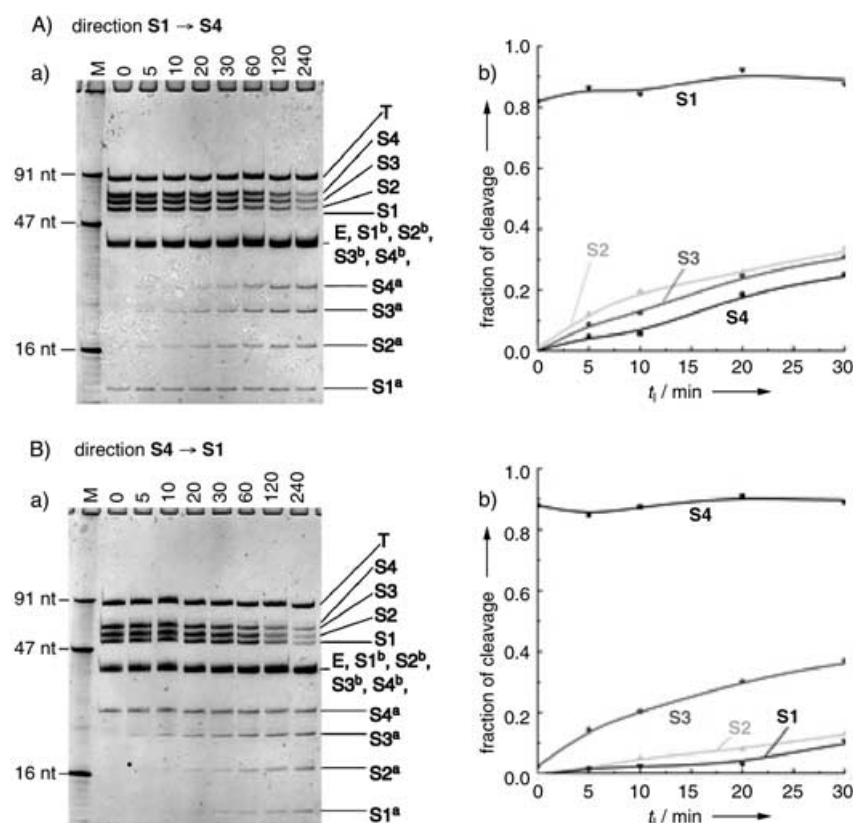 A) direction S1 → S4
a)
M 0 5 10 20 30 60 120 240
91 nt
47 nt
16 nt
T
S4
S3
S2
S1
E, S1ᵇ, S2ᵇ,
S3ᵇ, S4ᵇ,
S4ᵃ
S3ᵃ
S2ᵃ
S1ᵃ
b)
fraction of cleavage
1.0
0.8
0.6
0.4
0.2
0.0
S1
S2
S3
S4
0 5 10 15 20 25 30
tᵢ / min
B) direction S4 → S1
a)
M 0 5 10 20 30 60 120 240
91 nt
47 nt
16 nt
T
S4
S3
S2
S1
E, S1ᵇ, S2ᵇ,
S3ᵇ, S4ᵇ,
S4ᵃ
S3ᵃ
S2ᵃ
S1ᵃ
b)
fraction of cleavage
1.0
0.8
0.6
0.4
0.2
0.0
S4
S3
S2
S1
0 5 10 15 20 25 30
tᵢ / min